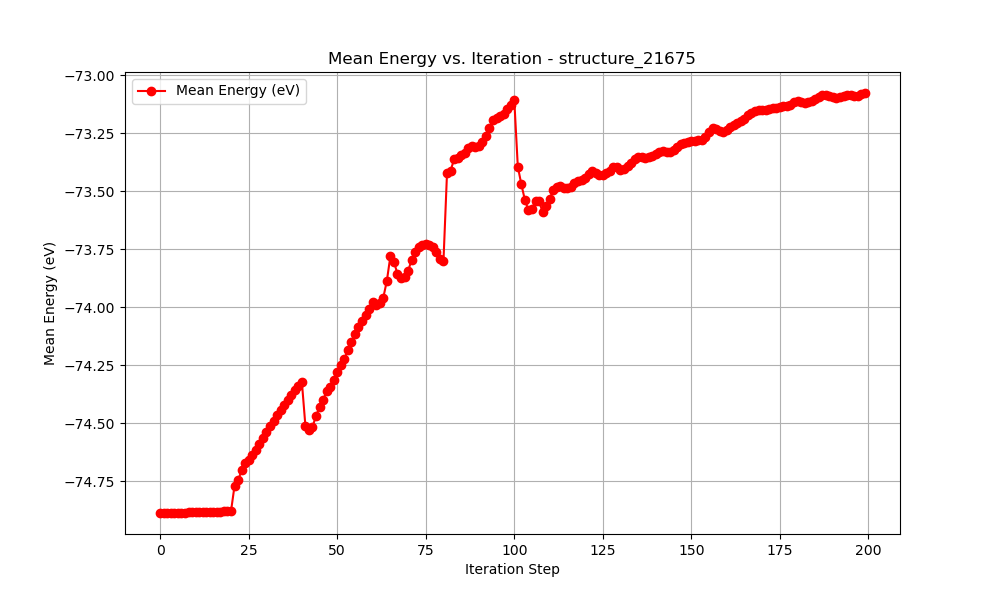 Mean Energy vs. Iteration - structure_21675
Mean Energy (eV)
−73.00
−73.25
−73.50
−73.75
−74.00
−74.25
−74.50
−74.75
Mean Energy (eV)
0 25 50 75 100 125 150 175 200
Iteration Step